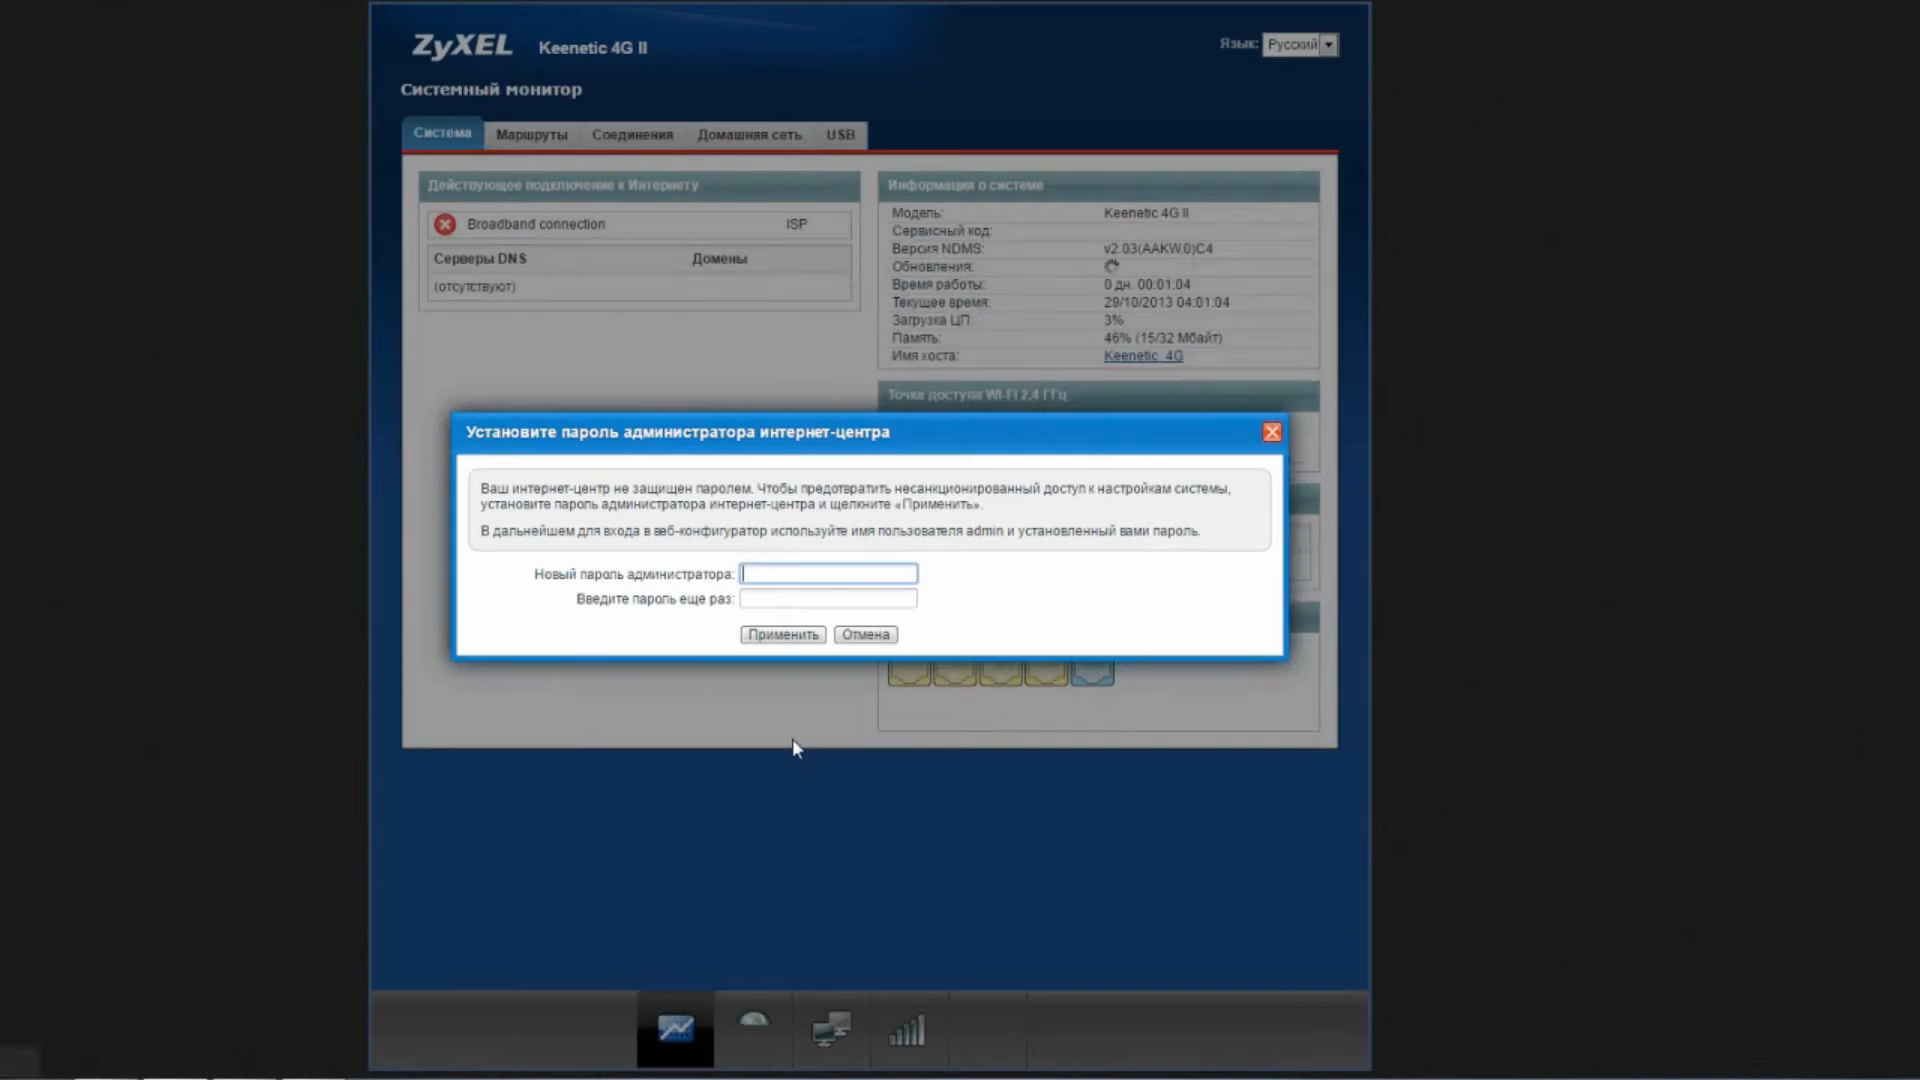 ZyXEL Keenetic 4G II
Язык: Русский
Системный монитор
Система Маршруты Соединения Домашняя сеть USB
Действующее подключение к Интернету
Broadband connection ISP
Серверы DNS Домены
(отсутствуют)
Информация о системе
Модель: Keenetic 4G II
Сервисный код:
Версия NDMS: v2.03(AAKW.0)C4
Обновления:
Время работы: 0 дн. 00:01:04
Текущее время: 29/10/2013 04:01:04
Загрузка ЦП: 3%
Память: 46% (15/32 Мбайт)
Имя хоста: Keenetic_4G
Точка доступа Wi-Fi 2,4 ГГц
Установите пароль администратора интернет-центра
Ваш интернет-центр не защищен паролем. Чтобы предотвратить несанкционированный доступ к настройкам системы,
установите пароль администратора интернет-центра и щелкните «Применить».
В дальнейшем для входа в веб-конфигуратор используйте имя пользователя admin и установленный вами пароль.
Новый пароль администратора:
Введите пароль еще раз:
Применить Отмена